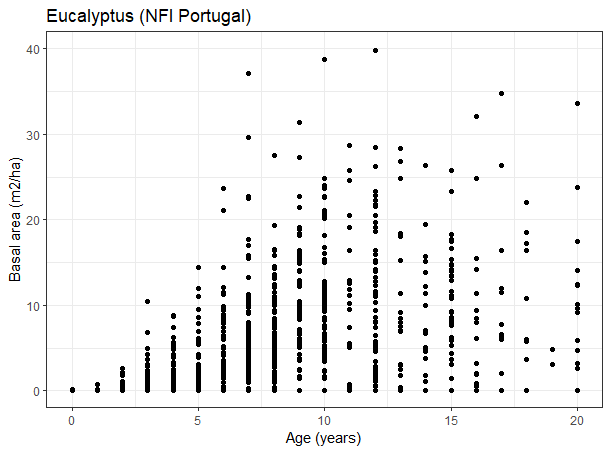 Eucalyptus (NFI Portugal)
40
30
20
10
0
Basal area (m2/ha)
0 5 10 15 20
Age (years)